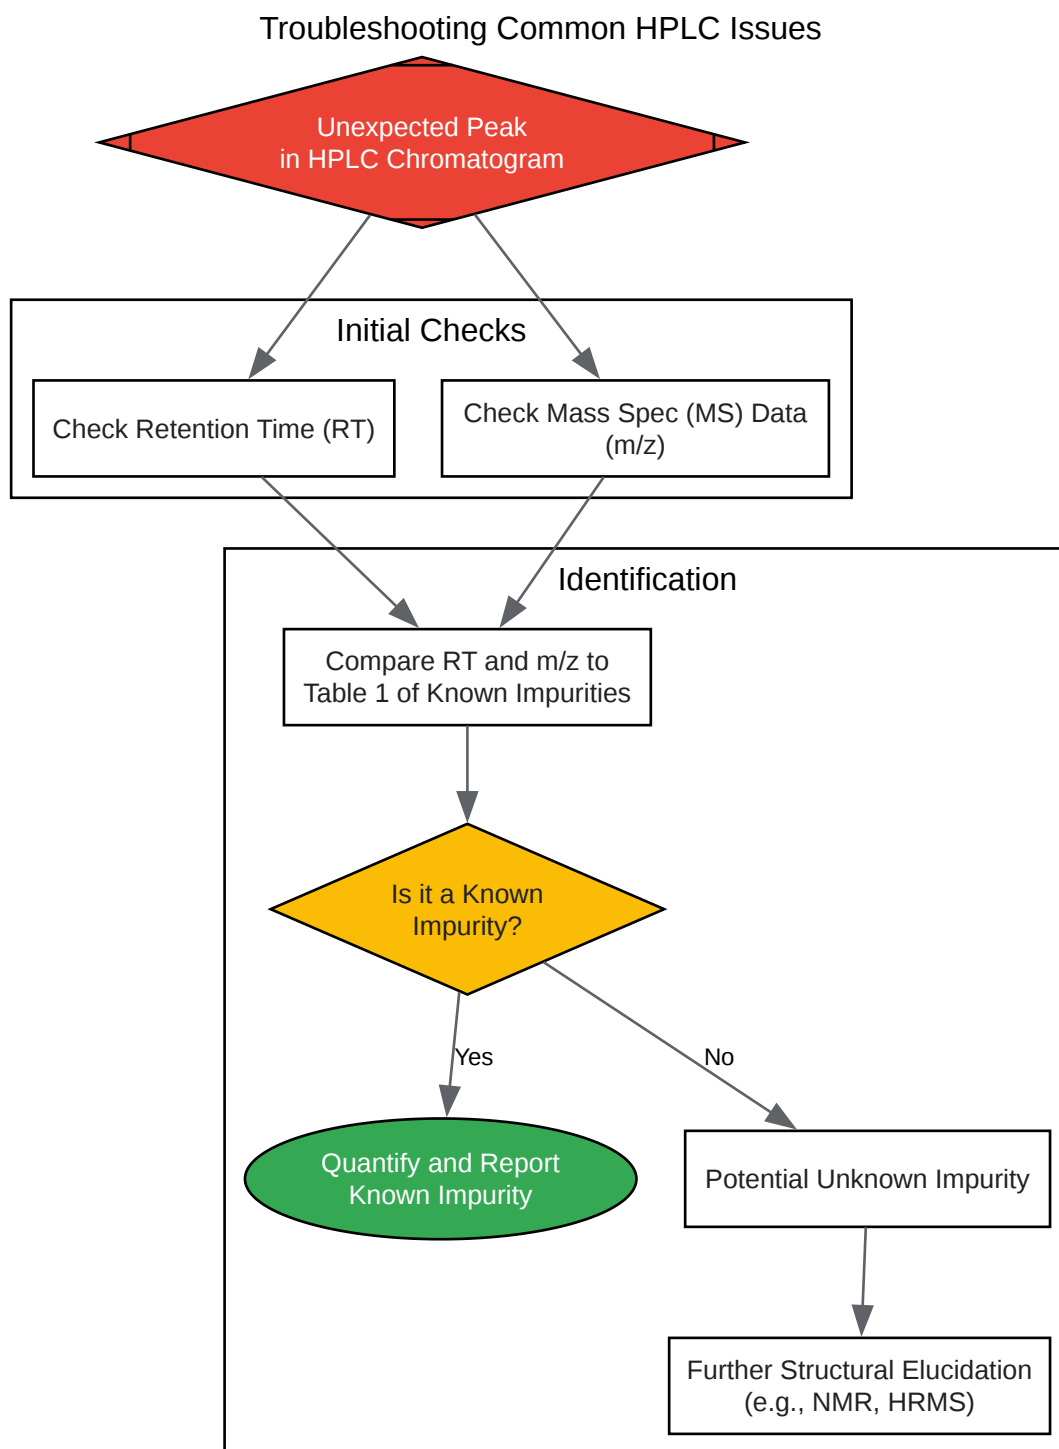 Troubleshooting Common HPLC Issues
Unexpected Peak
in HPLC Chromatogram
Initial Checks
Check Retention Time (RT)
Check Mass Spec (MS) Data
(m/z)
Identification
Compare RT and m/z to
Table 1 of Known Impurities
Is it a Known
Impurity?
Yes
No
Quantify and Report
Known Impurity
Potential Unknown Impurity
Further Structural Elucidation
(e.g., NMR, HRMS)